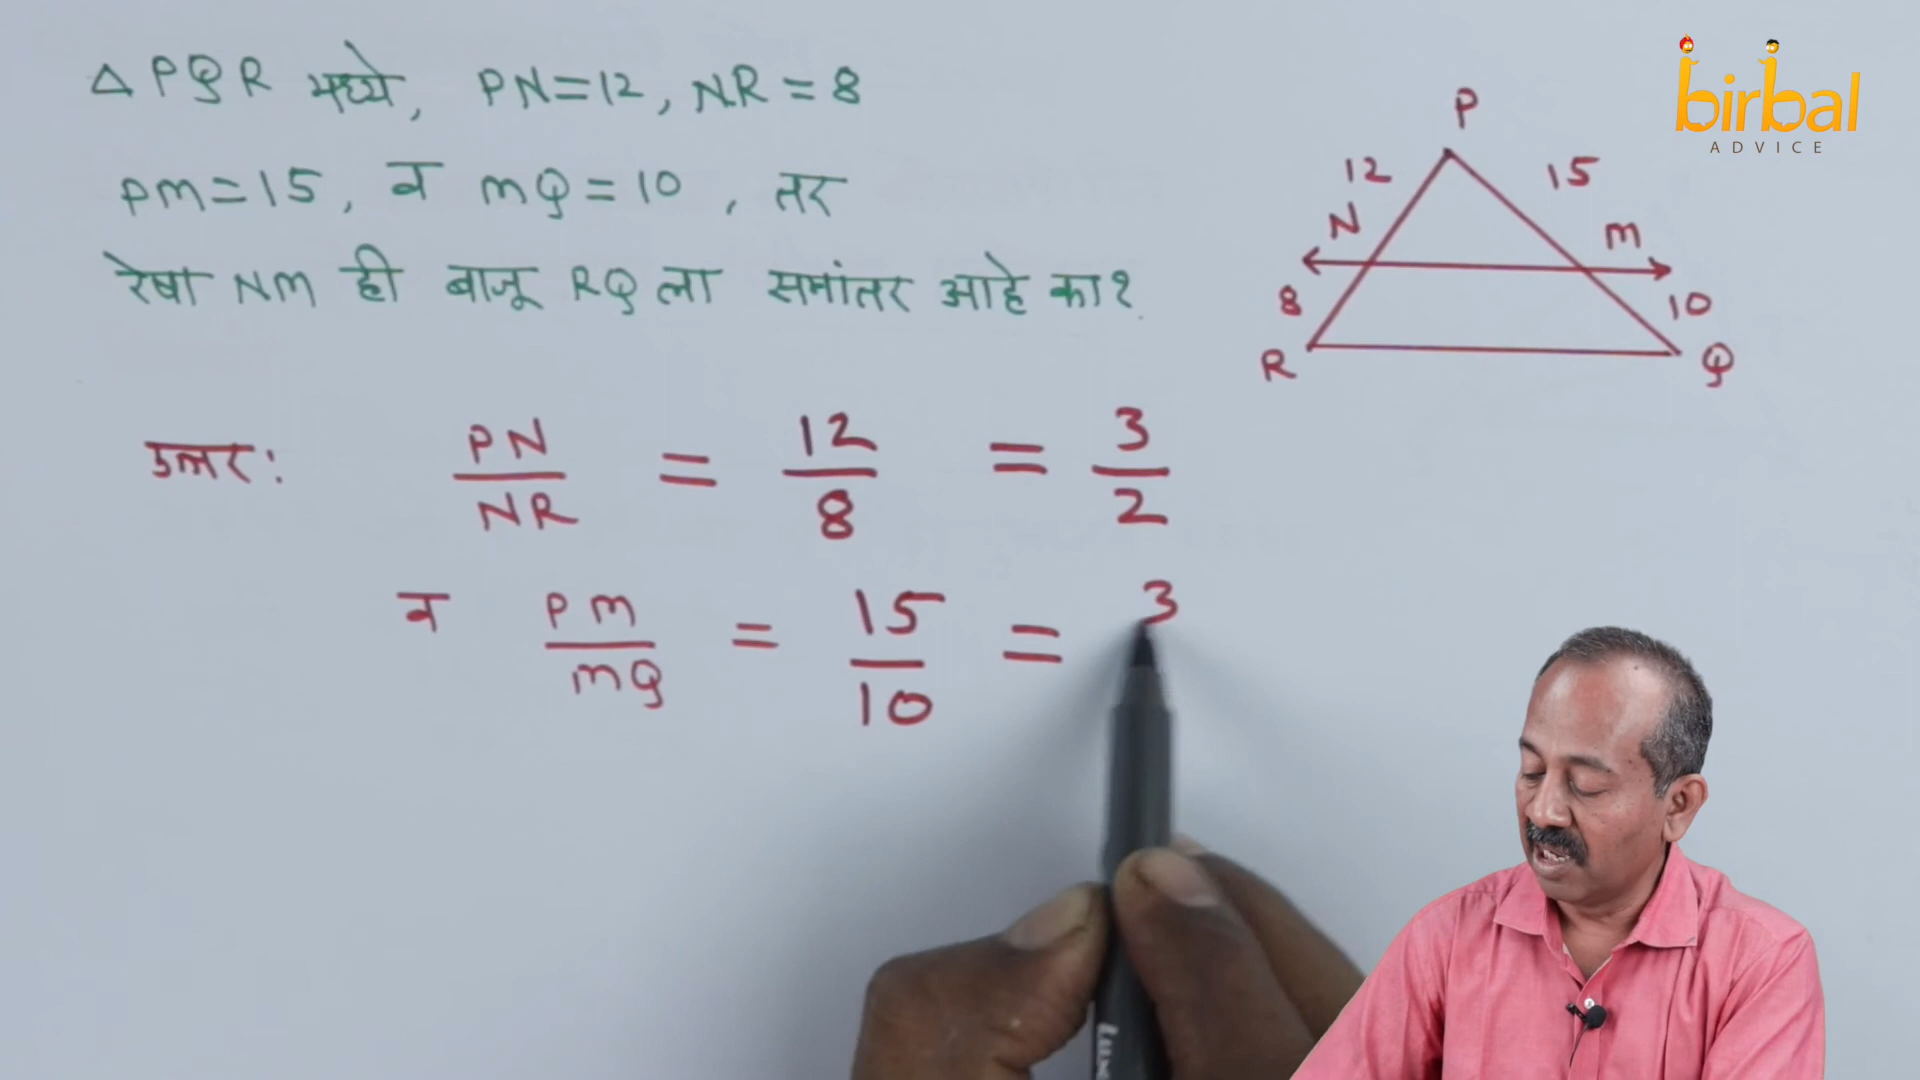 △PQR मध्ये, PN=12, NR=8
PM=15, व MQ=10, तर
रेषा NM ही बाजू RQ ला समांतर आहे का?
P
12
15
N
M
8
10
R
Q
उत्तर: PN/NR = 12/8 = 3/2
व PM/MQ = 15/10 = 3
birbal
ADVICE
Lux